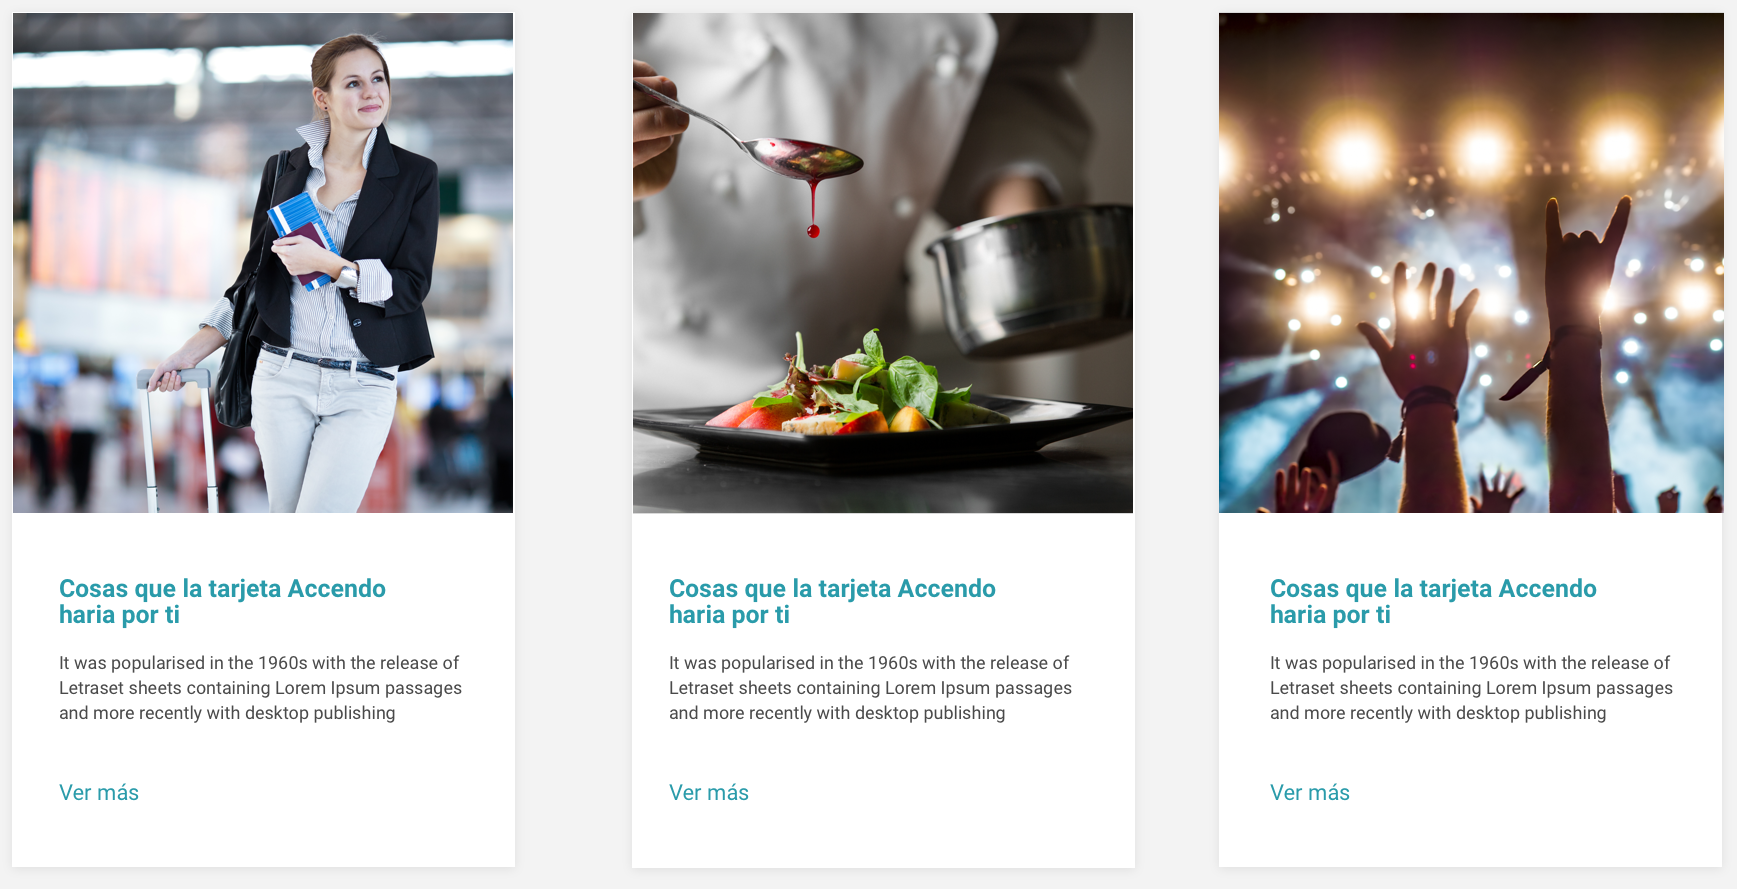 Cosas que la tarjeta Accendo
haria por ti
It was popularised in the 1960s with the release of
Letraset sheets containing Lorem Ipsum passages
and more recently with desktop publishing
Ver más
Cosas que la tarjeta Accendo
haria por ti
It was popularised in the 1960s with the release of
Letraset sheets containing Lorem Ipsum passages
and more recently with desktop publishing
Ver más
Cosas que la tarjeta Accendo
haria por ti
It was popularised in the 1960s with the release of
Letraset sheets containing Lorem Ipsum passages
and more recently with desktop publishing
Ver más